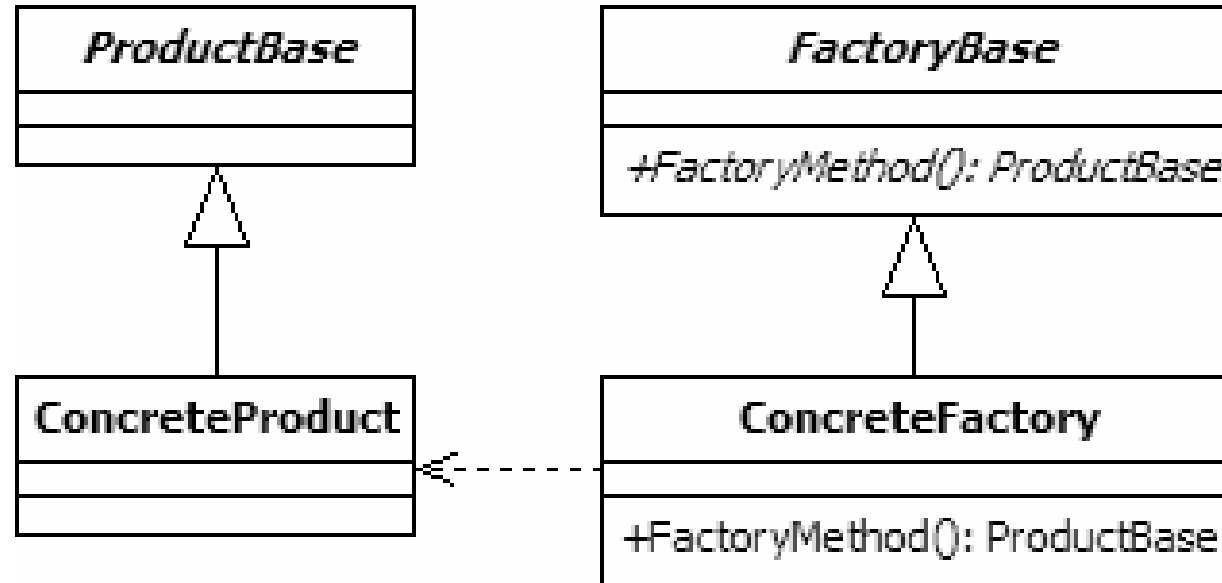 ProductBase
FactoryBase
+FactoryMethod(): ProductBase
ConcreteProduct
ConcreteFactory
+FactoryMethod(): ProductBase